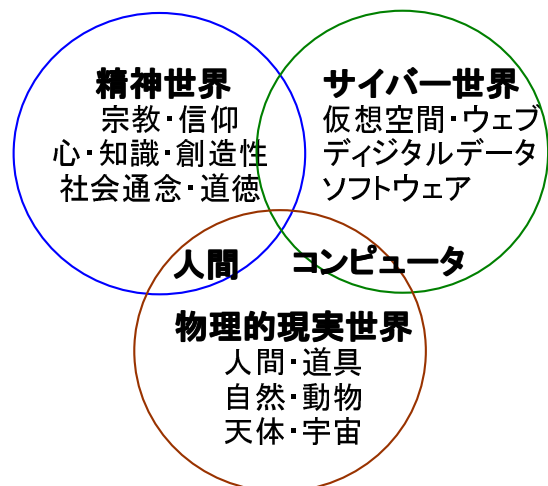 精神世界
宗教・信仰
心・知識・創造性
社会通念・道徳
サイバー世界
仮想空間・ウェブ
ディジタルデータ
ソフトウェア
人間
コンピュータ
物理的現実世界
人間・道具
自然・動物
天体・宇宙